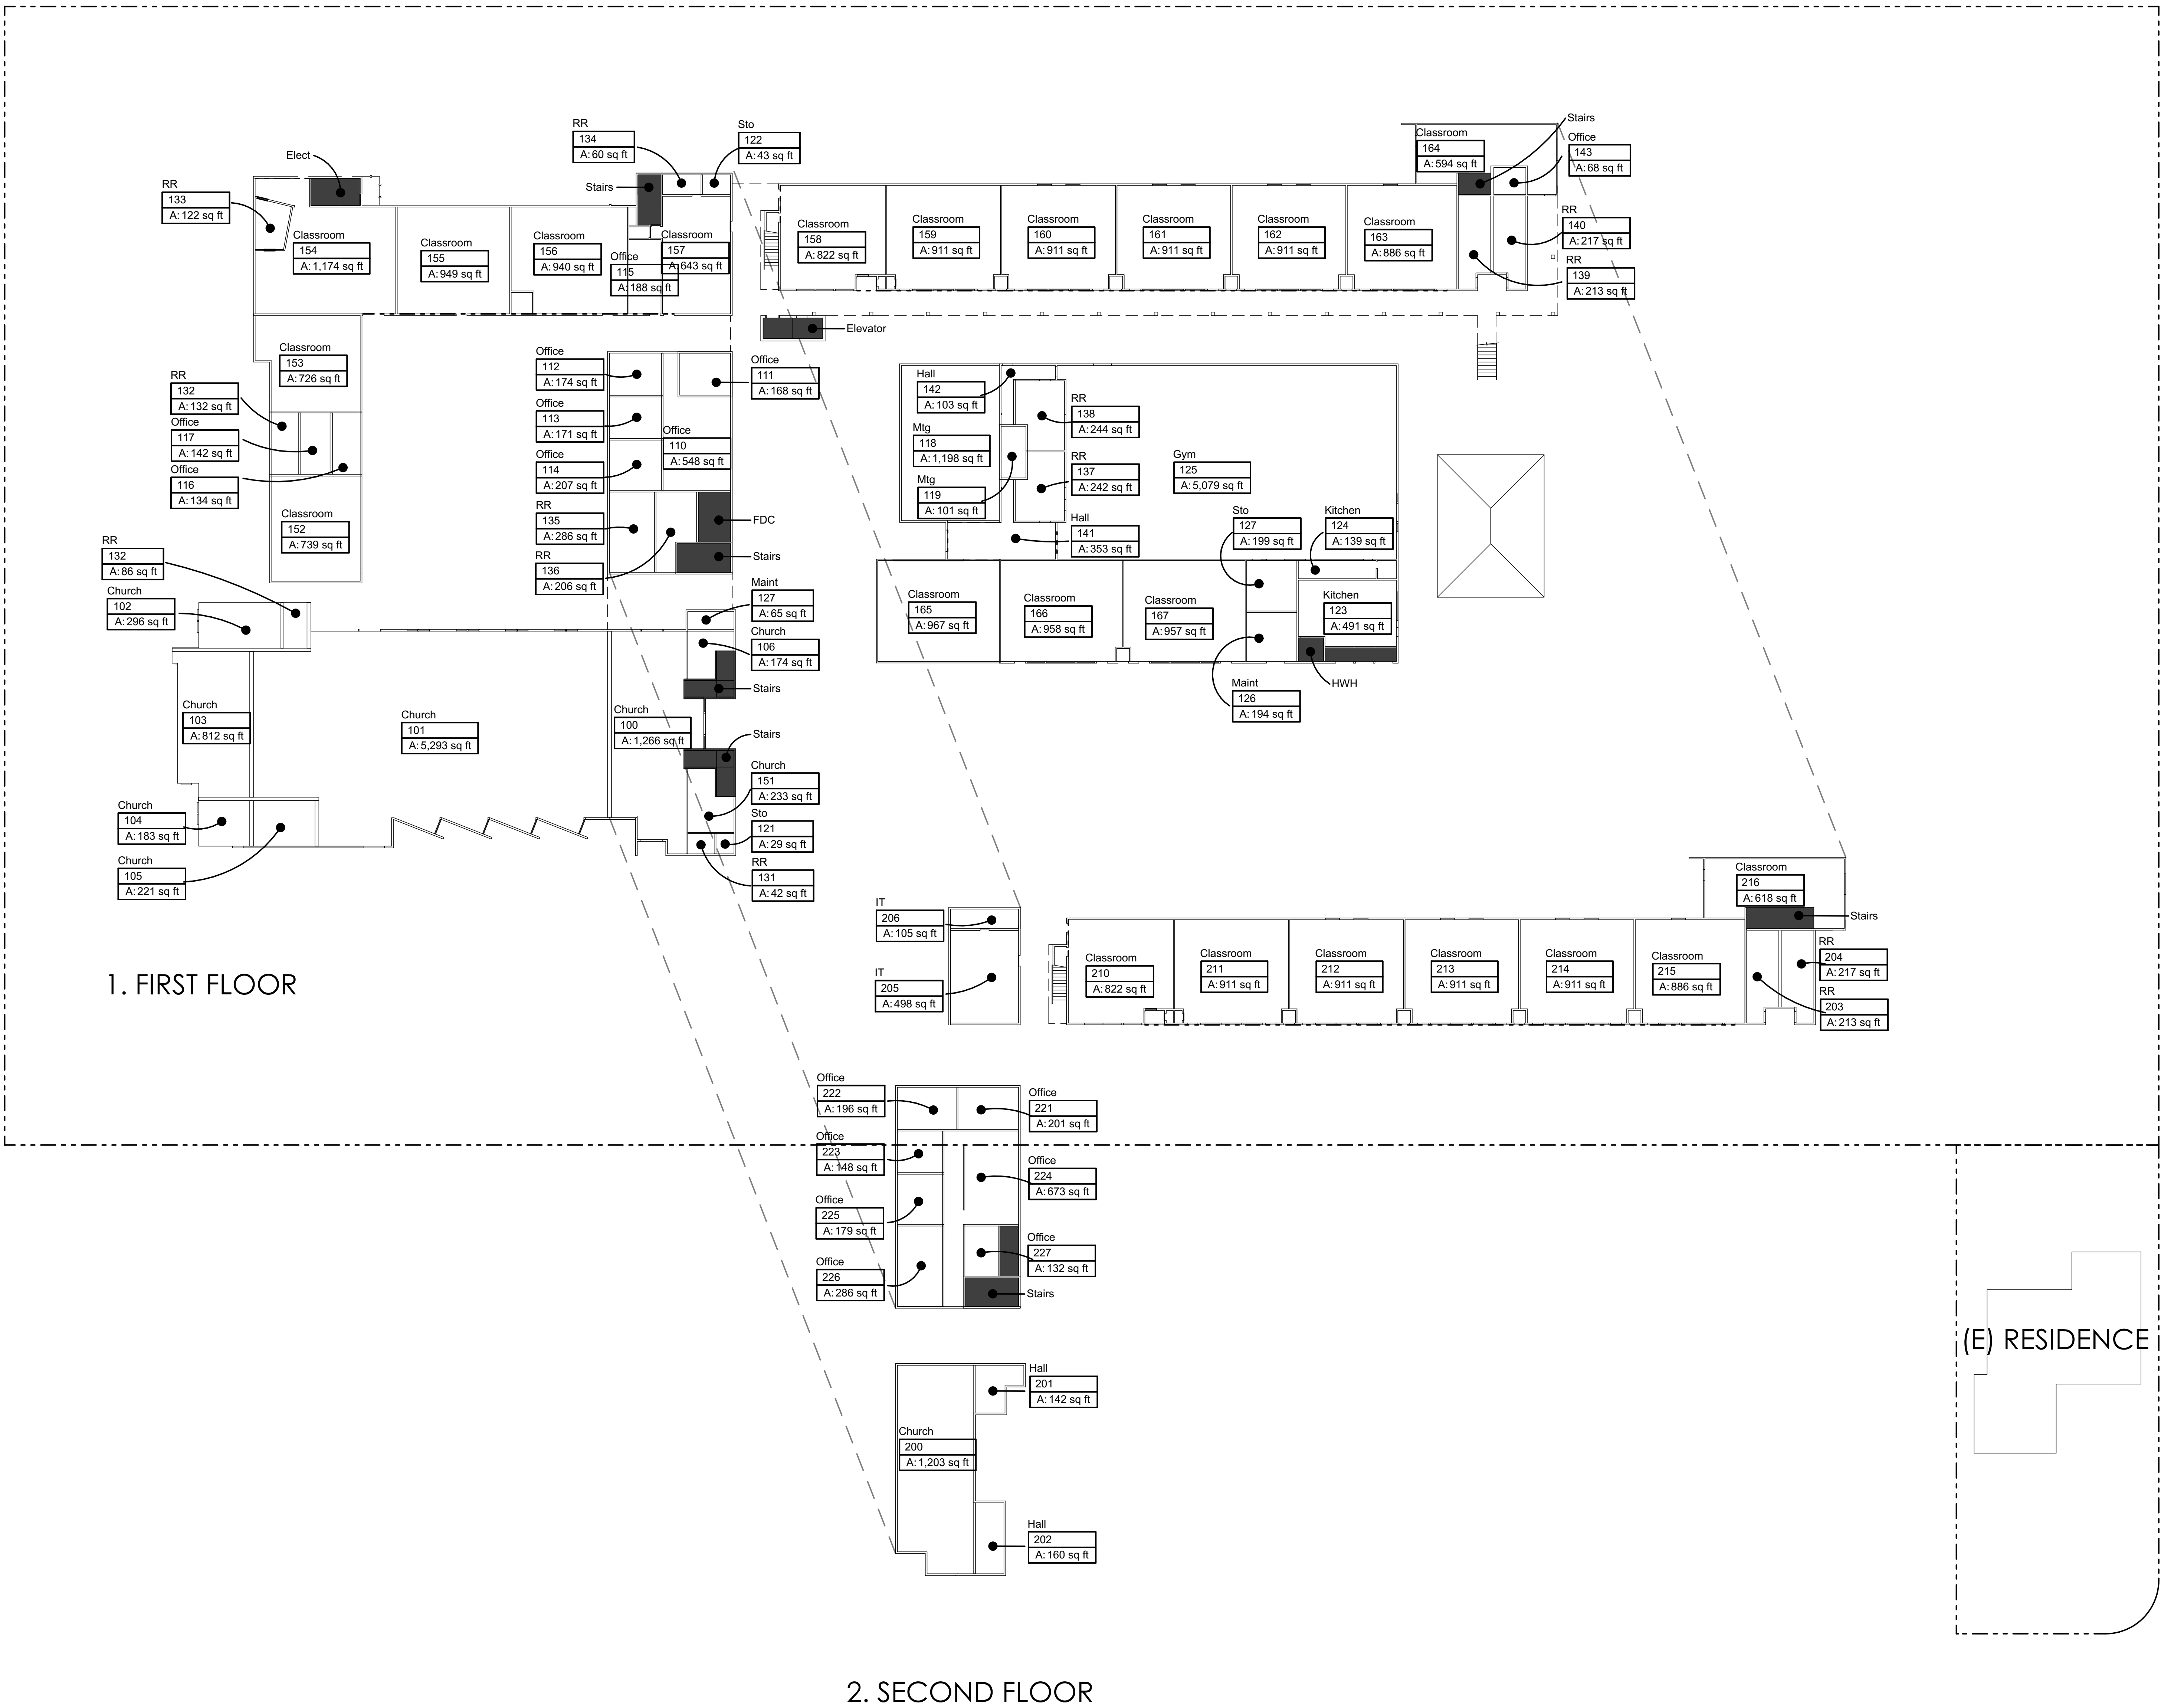 RR
134
A: 60 sq ft
Sto
122
A: 43 sq ft
Elect
Stairs
RR
133
A: 122 sq ft
Classroom
154
A: 1,174 sq ft
Classroom
155
A: 949 sq ft
Classroom
156
A: 940 sq ft
Classroom
157
A: 643 sq ft
Office
115
A: 188 sq ft
Classroom
158
A: 822 sq ft
Classroom
159
A: 911 sq ft
Classroom
160
A: 911 sq ft
Classroom
161
A: 911 sq ft
Classroom
162
A: 911 sq ft
Classroom
163
A: 886 sq ft
Classroom
164
A: 594 sq ft
Stairs
Office
143
A: 68 sq ft
RR
140
A: 217 sq ft
RR
139
A: 213 sq ft
Elevator
Classroom
153
A: 726 sq ft
RR
132
A: 132 sq ft
Office
117
A: 142 sq ft
Office
116
A: 134 sq ft
Classroom
152
A: 739 sq ft
Office
112
A: 174 sq ft
Office
111
A: 168 sq ft
Office
113
A: 171 sq ft
Office
110
A: 548 sq ft
Office
114
A: 207 sq ft
RR
135
A: 286 sq ft
FDC
Stairs
RR
136
A: 206 sq ft
Hall
142
A: 103 sq ft
RR
138
A: 244 sq ft
Mtg
118
A: 1,198 sq ft
RR
137
A: 242 sq ft
Mtg
119
A: 101 sq ft
Hall
141
A: 353 sq ft
Gym
125
A: 5,079 sq ft
Sto
127
A: 199 sq ft
Kitchen
124
A: 139 sq ft
Classroom
165
A: 967 sq ft
Classroom
166
A: 958 sq ft
Classroom
167
A: 957 sq ft
Kitchen
123
A: 491 sq ft
Maint
126
A: 194 sq ft
HWH
RR
132
A: 86 sq ft
Church
102
A: 296 sq ft
Maint
127
A: 65 sq ft
Church
106
A: 174 sq ft
Stairs
Church
103
A: 812 sq ft
Church
101
A: 5,293 sq ft
Church
100
A: 1,266 sq ft
Stairs
Church
151
A: 233 sq ft
Church
104
A: 183 sq ft
Sto
121
A: 29 sq ft
Church
105
A: 221 sq ft
RR
131
A: 42 sq ft
1. FIRST FLOOR
IT
206
A: 105 sq ft
IT
205
A: 498 sq ft
Classroom
210
A: 822 sq ft
Classroom
211
A: 911 sq ft
Classroom
212
A: 911 sq ft
Classroom
213
A: 911 sq ft
Classroom
214
A: 911 sq ft
Classroom
215
A: 886 sq ft
Classroom
216
A: 618 sq ft
Stairs
RR
204
A: 217 sq ft
RR
203
A: 213 sq ft
Office
222
A: 196 sq ft
Office
221
A: 201 sq ft
Office
223
A: 148 sq ft
Office
224
A: 673 sq ft
Office
225
A: 179 sq ft
Office
227
A: 132 sq ft
Office
226
A: 286 sq ft
Stairs
(E) RESIDENCE
Hall
201
A: 142 sq ft
Church
200
A: 1,203 sq ft
Hall
202
A: 160 sq ft
2. SECOND FLOOR